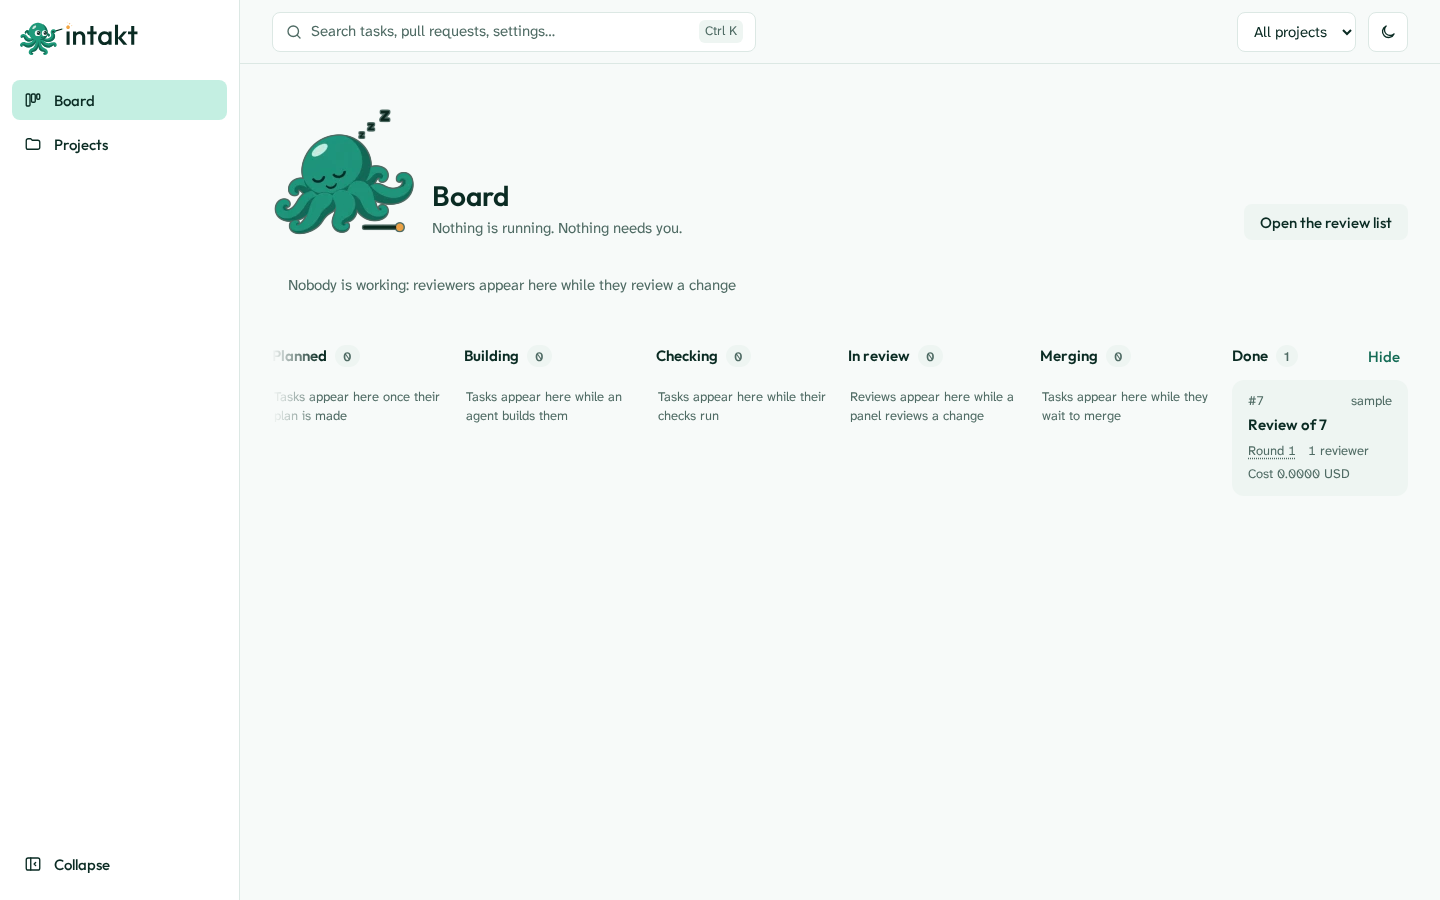 intakt
Search tasks, pull requests, settings...
Ctrl K
All projects
Board
Projects
z z z
Board
Nothing is running. Nothing needs you.
Open the review list
Nobody is working: reviewers appear here while they review a change
Planned 0
Tasks appear here once their
plan is made
Building 0
Tasks appear here while an
agent builds them
Checking 0
Tasks appear here while their
checks run
In review 0
Reviews appear here while a
panel reviews a change
Merging 0
Tasks appear here while they
wait to merge
Done 1
Hide
#7 sample
Review of 7
Round 1 1 reviewer
Cost 0.0000 USD
Collapse